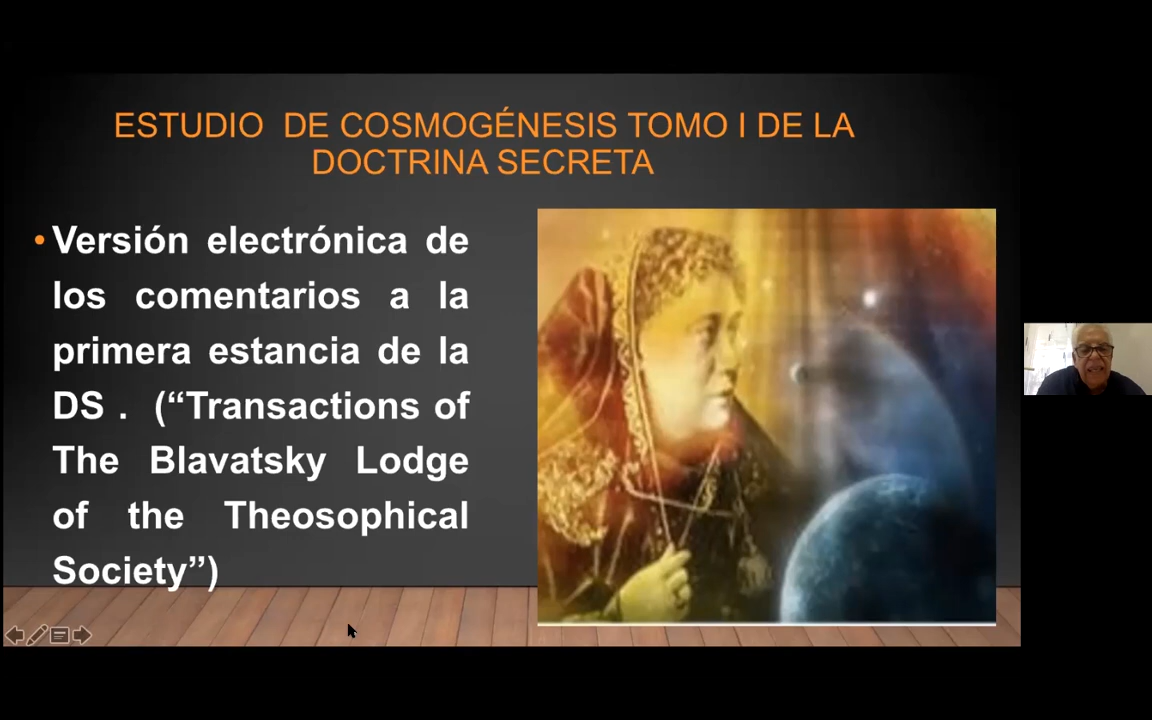 ESTUDIO DE COSMOGÉNESIS TOMO I DE LA
DOCTRINA SECRETA
• Versión electrónica de
los comentarios a la
primera estancia de la
DS . (“Transactions of
The Blavatsky Lodge
of the Theosophical
Society”)